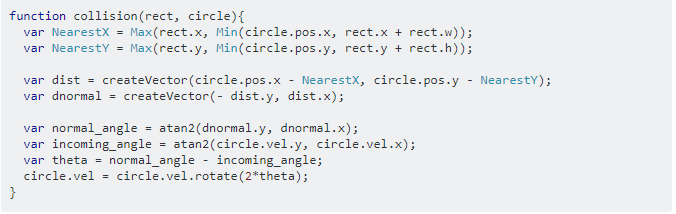 function collision(rect, circle){
  var NearestX = Max(rect.x, Min(circle.pos.x, rect.x + rect.w));
  var NearestY = Max(rect.y, Min(circle.pos.y, rect.y + rect.h));

  var dist = createVector(circle.pos.x - NearestX, circle.pos.y - NearestY);
  var dnormal = createVector(- dist.y, dist.x);

  var normal_angle = atan2(dnormal.y, dnormal.x);
  var incoming_angle = atan2(circle.vel.y, circle.vel.x);
  var theta = normal_angle - incoming_angle;
  circle.vel = circle.vel.rotate(2*theta);
}